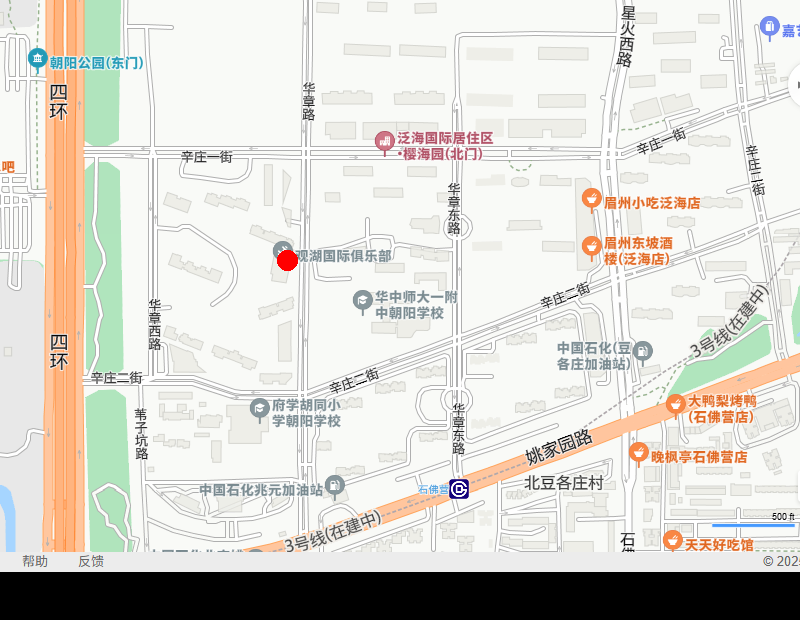 星火西路
嘉
朝阳公园(东门)
四环
华章路
辛庄一街
泛海国际居住区
•樱海园(北门)
辛庄一街
辛庄二街
吧
华章东路
眉州小吃泛海店
观湖国际俱乐部
眉州东坡酒
楼(泛海店)
华中师大一附
中朝阳学校
辛庄二街
3号线(在建中)
华章西路
四环
中国石化(豆
各庄加油站)
辛庄二街
辛庄二街
苇子坑路
府学胡同小
学朝阳学校
华章东路
大鸭梨烤鸭
(石佛营店)
姚家园路
晚枫亭石佛营店
中国石化兆元加油站
石佛营
北豆各庄村
500 ft
3号线(在建中)
石佛
天天好吃馆
帮助
反馈
© 202